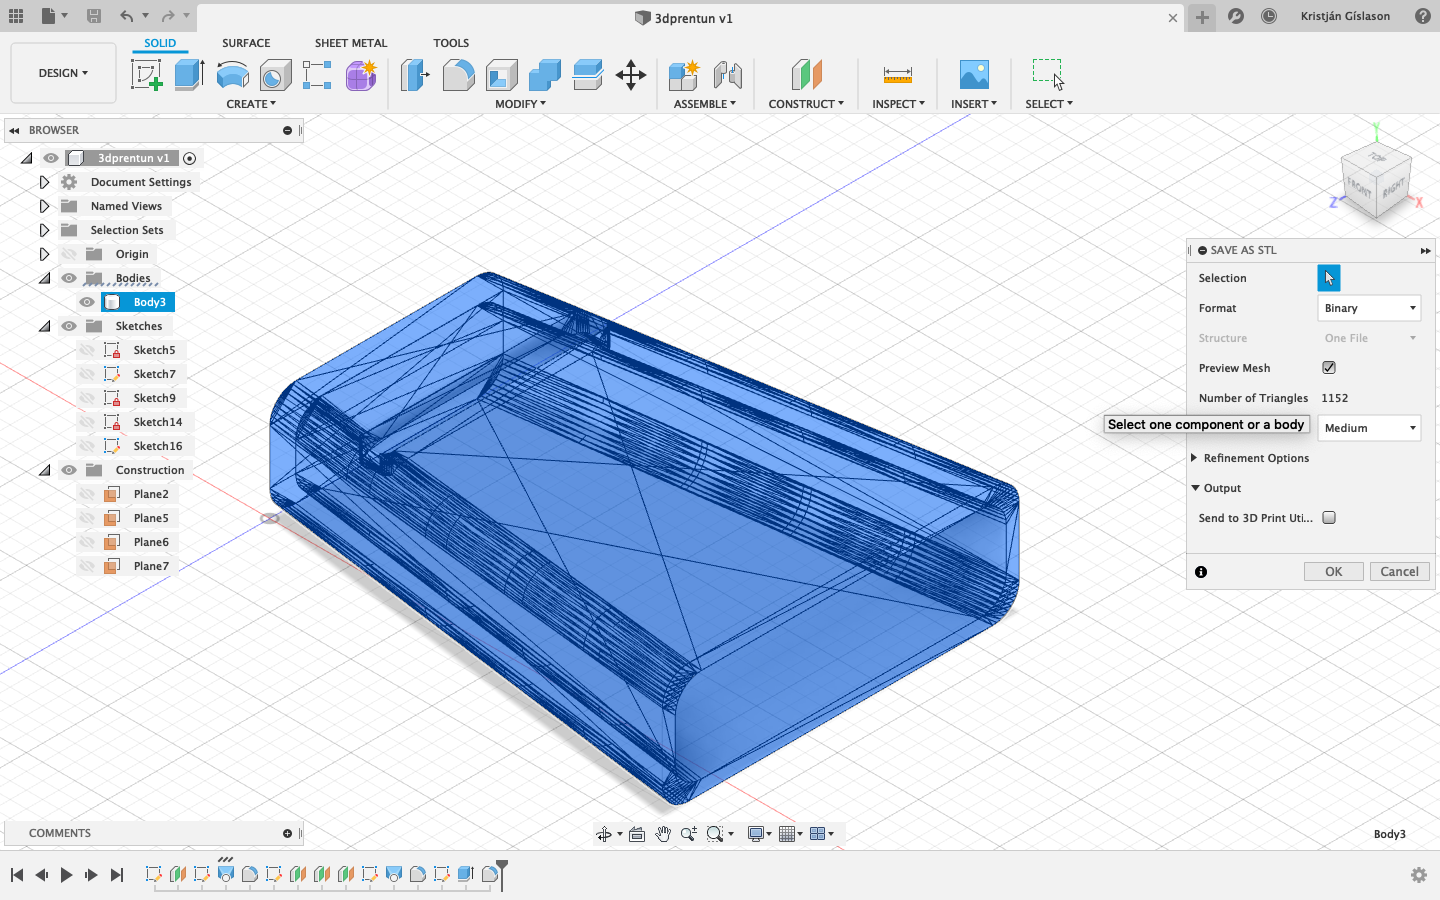 3dprentun v1
Kristján Gíslason
SOLID SURFACE SHEET METAL TOOLS
DESIGN
CREATE MODIFY ASSEMBLE CONSTRUCT INSPECT INSERT SELECT
BROWSER
3dprentun v1
Document Settings
Named Views
Selection Sets
Origin
Bodies
Body3
Sketches
Sketch5
Sketch7
Sketch9
Sketch14
Sketch16
Construction
Plane2
Plane5
Plane6
Plane7
Y
TOP
FRONT
RIGHT
Z
X
SAVE AS STL
Selection
Format Binary
Structure One File
Preview Mesh
Number of Triangles 1152
Select one component or a body
Medium
Refinement Options
Output
Send to 3D Print Uti...
OK Cancel
COMMENTS
Body3